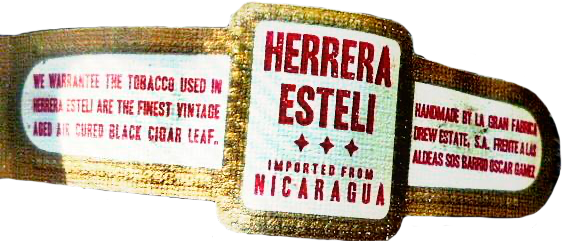 WE WARRANTEE THE TOBACCO USED IN
HERRERA ESTELI ARE THE FINEST VINTAGE
AGED AIR CURED BLACK CIGAR LEAF.
HERRERA
ESTELI
IMPORTED FROM
NICARAGUA
HANDMADE BY LA GRAN FABRICA
DREW ESTATE, S.A. FRENTE A LAS
ALDEAS SOS BARRIO OSCAR GAMEZ